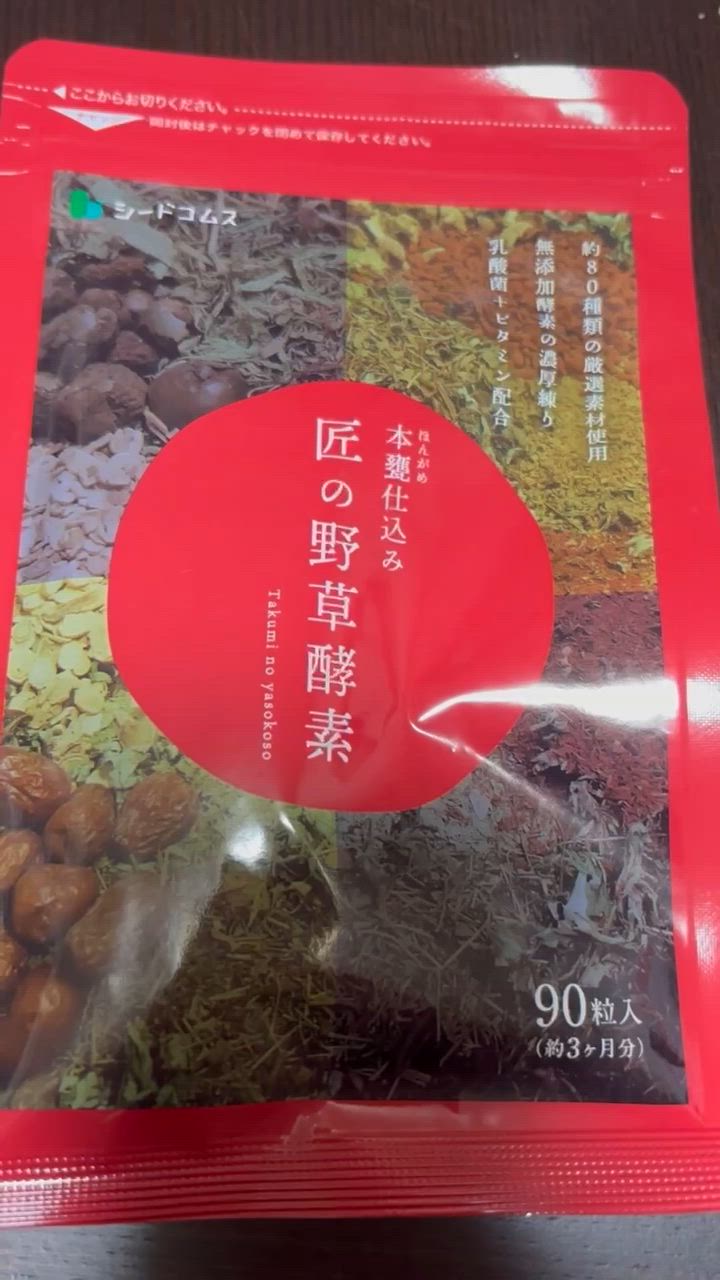 ここからお切りください。
開封後はチャックを閉めて保存してください。
シードコムス
約80種類の厳選素材使用
無添加酵素の濃厚練り
乳酸菌+ビタミン配合
ほんがめ
本甕仕込み
匠の野草酵素
Takumi no yasokoso
90粒入
(約3ヶ月分)